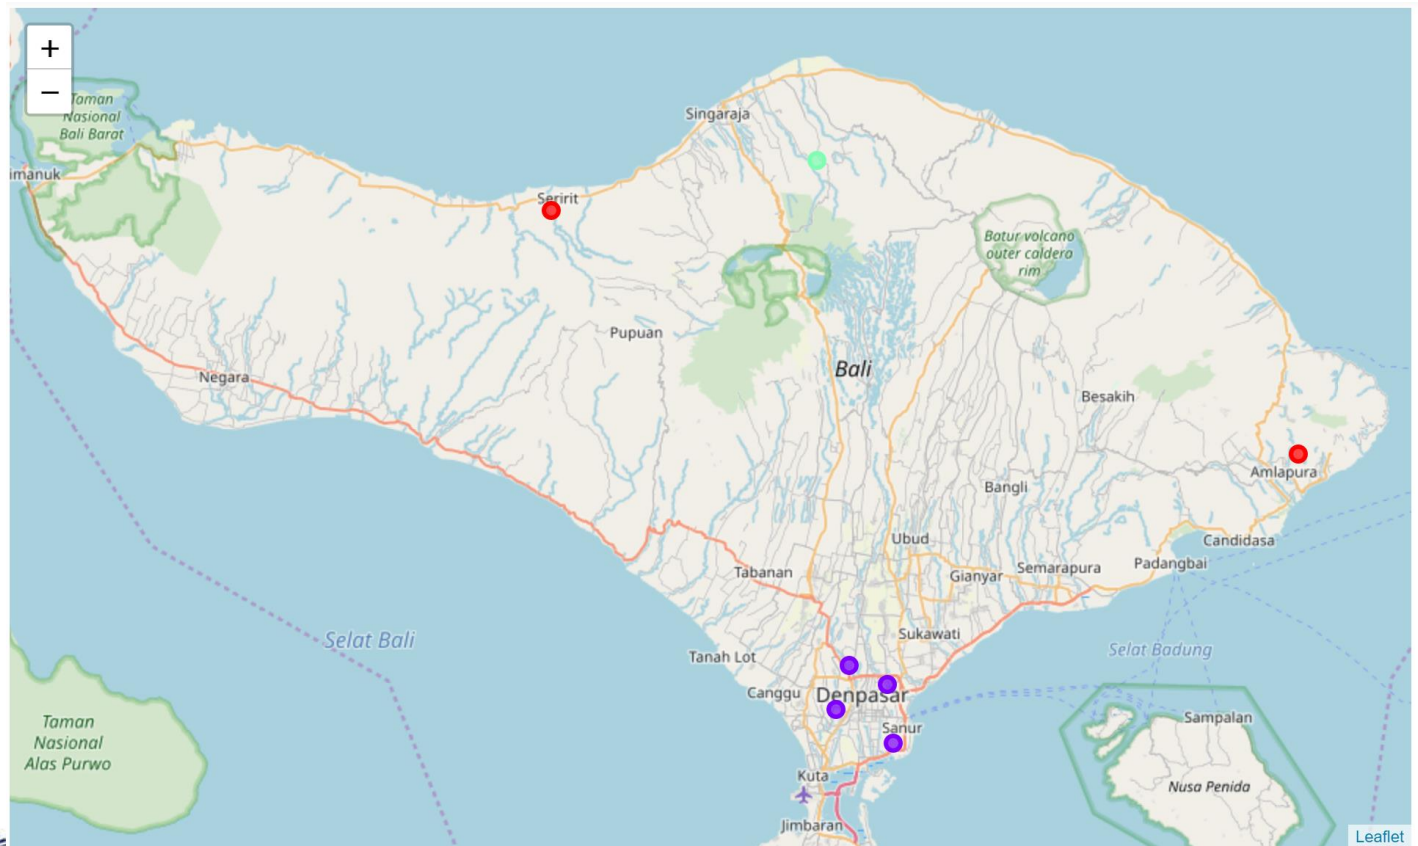 +
−
Taman
Nasional
Bali Barat
imanuk
Singaraja
Seririt
Batur volcano
outer caldera
rim
Pupuan
Bali
Negara
Besakih
Amlapura
Bangli
Ubud
Candidasa
Padangbai
Semarapura
Gianyar
Tabanan
Sukawati
Selat Bali
Selat Badung
Tanah Lot
Canggu
Denpasar
Sanur
Sampalan
Taman
Nasional
Alas Purwo
Kuta
Nusa Penida
Jimbaran
Leaflet